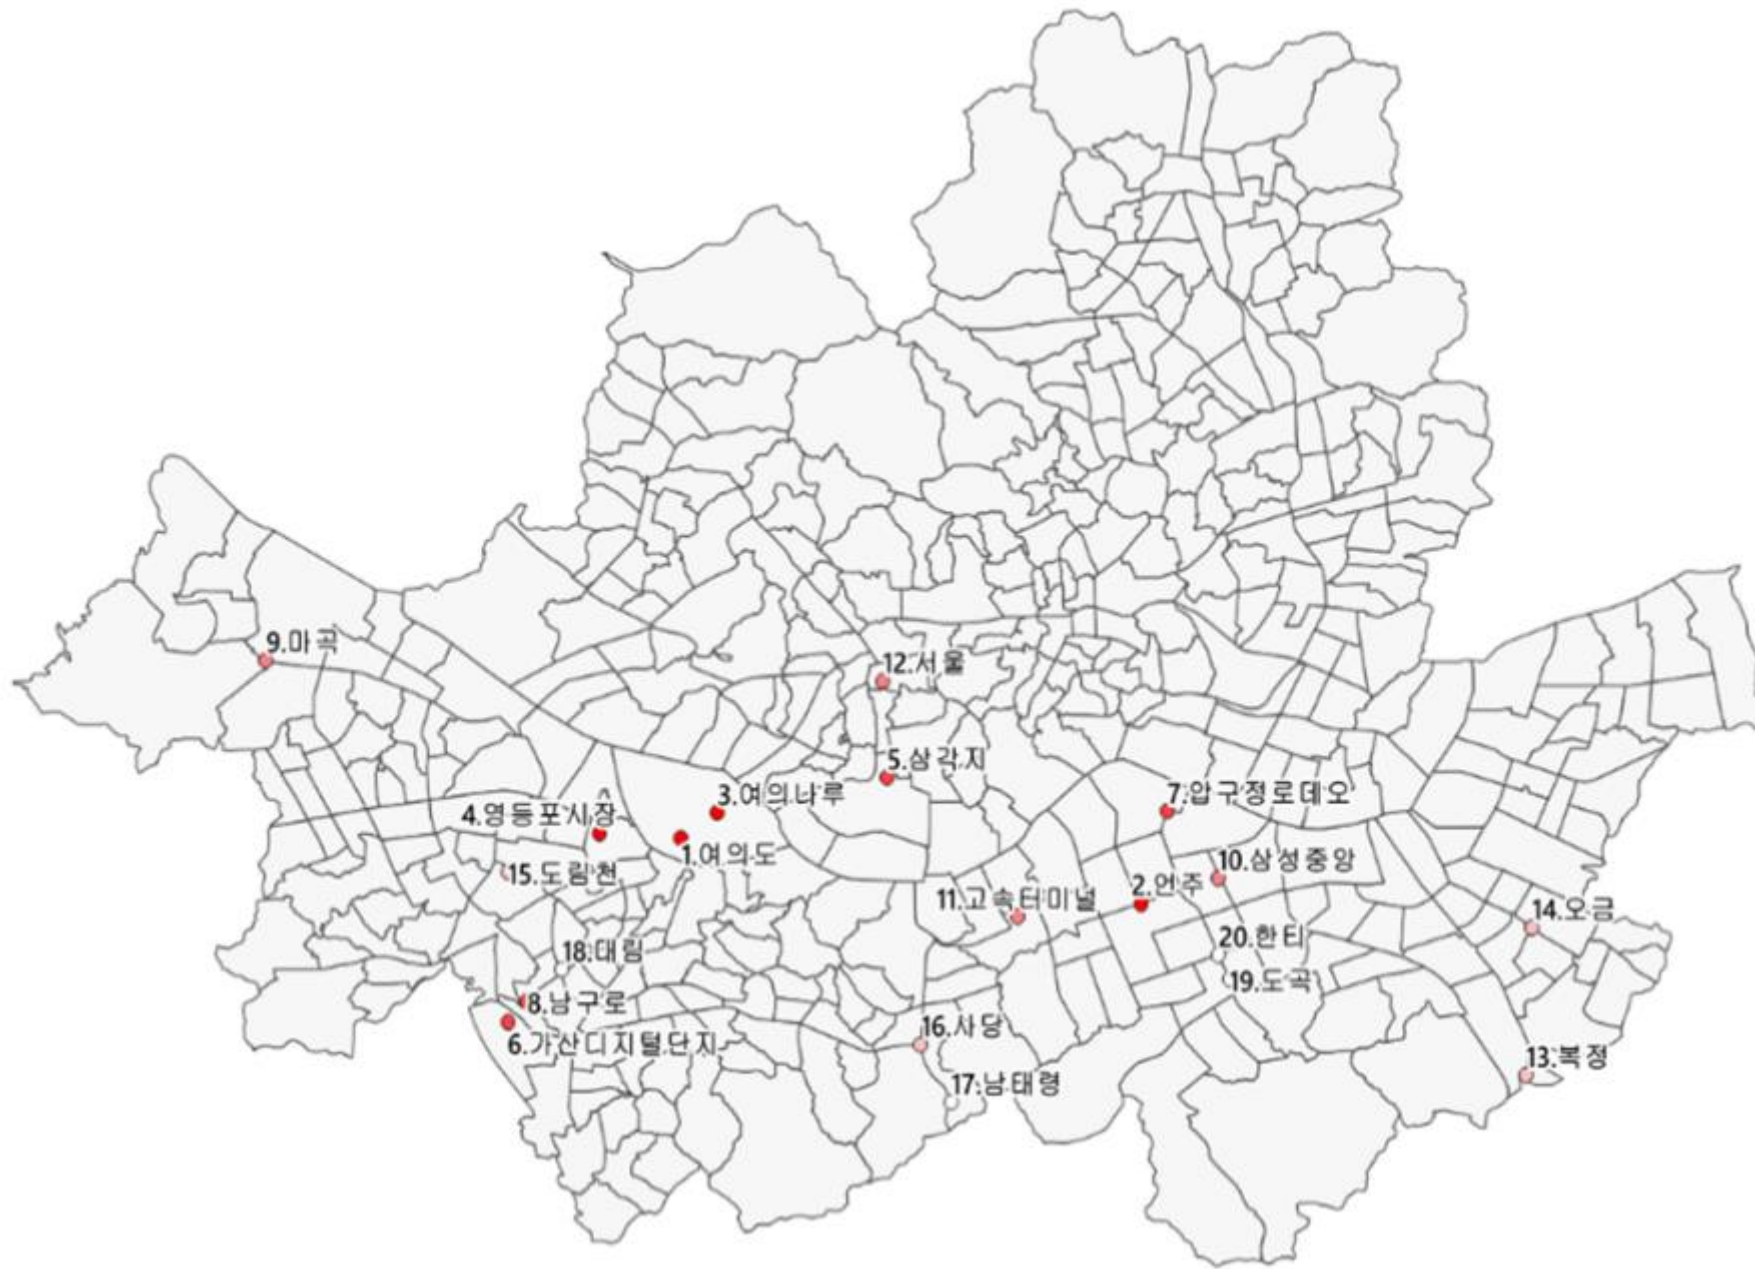 9.마곡
12.서울
5.삼각지
3.여의나루
7.압구정로데오
4.영등포시장
1.여의도
10.삼성중앙
15.도림천
2.언주
11.고속터미널
14.오금
20.한티
18.대림
19.도곡
8.남구로
16.사당
6.가산디지털단지
13.복정
17.남태령